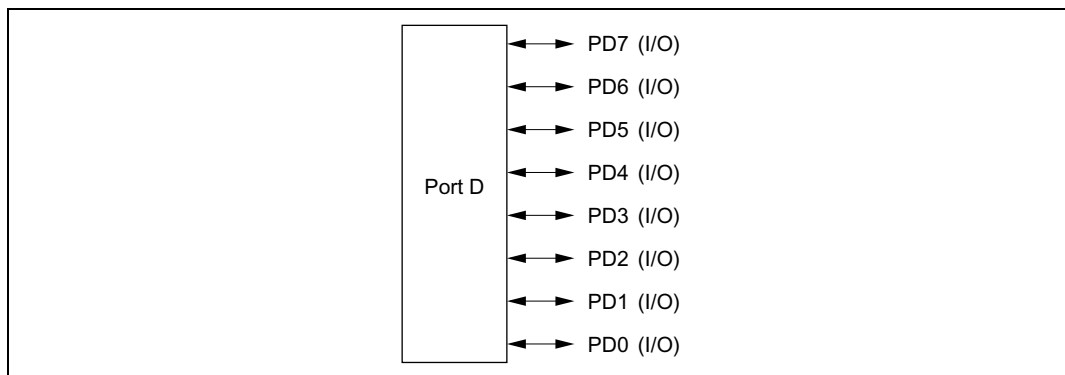 PD7 (I/O)
PD6 (I/O)
PD5 (I/O)
PD4 (I/O)
Port D
PD3 (I/O)
PD2 (I/O)
PD1 (I/O)
PD0 (I/O)